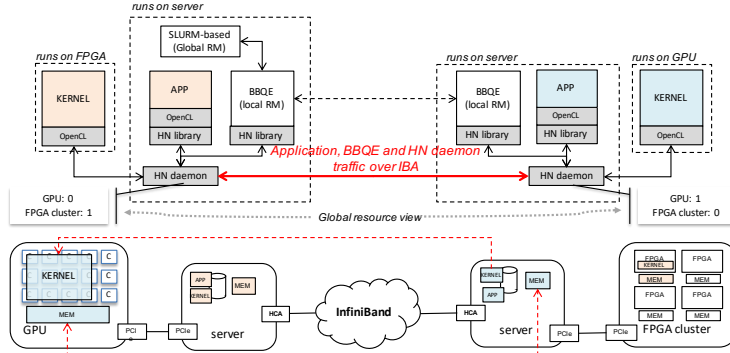 runs on server
SLURM-based
(Global RM)
runs on FPGA
runs on server
runs on GPU
KERNEL
APP
BBQE
(local RM)
BBQE
(local RM)
APP
KERNEL
OpenCL
OpenCL
HN library
HN library
HN library
OpenCL
HN library
OpenCL
Application, BBQE and HN daemon
traffic over IBA
HN daemon
HN daemon
GPU: 0
FPGA cluster: 1
Global resource view
GPU: 1
FPGA cluster: 0
C C C C C
C C
C C
KERNEL
MEM
GPU
PCI
e
PCIe
APP
KERNEL
MEM
server
HCA
InfiniBand
HCA
KERNEL
APP
MEM
server
PCIe
PCIe
FPGA
KERNEL
MEM
FPGA
MEM
FPGA
MEM
FPGA
MEM
FPGA cluster